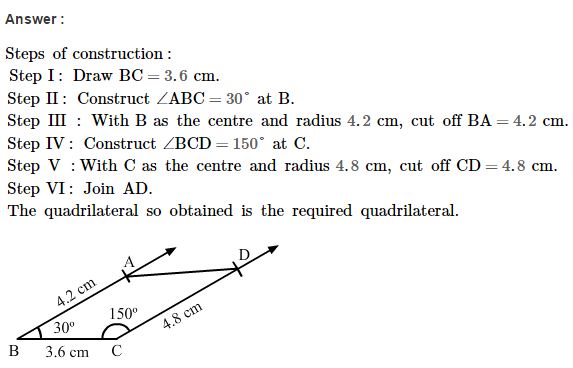 Answer :
Steps of construction :
Step I : Draw BC = 3.6 cm.
Step II : Construct ∠ABC = 30° at B.
Step III : With B as the centre and radius 4.2 cm, cut off BA = 4.2 cm.
Step IV : Construct ∠BCD = 150° at C.
Step V : With C as the centre and radius 4.8 cm, cut off CD = 4.8 cm.
Step VI : Join AD.
The quadrilateral so obtained is the required quadrilateral.
A
D
4.2 cm
150°
4.8 cm
30°
B
3.6 cm
C